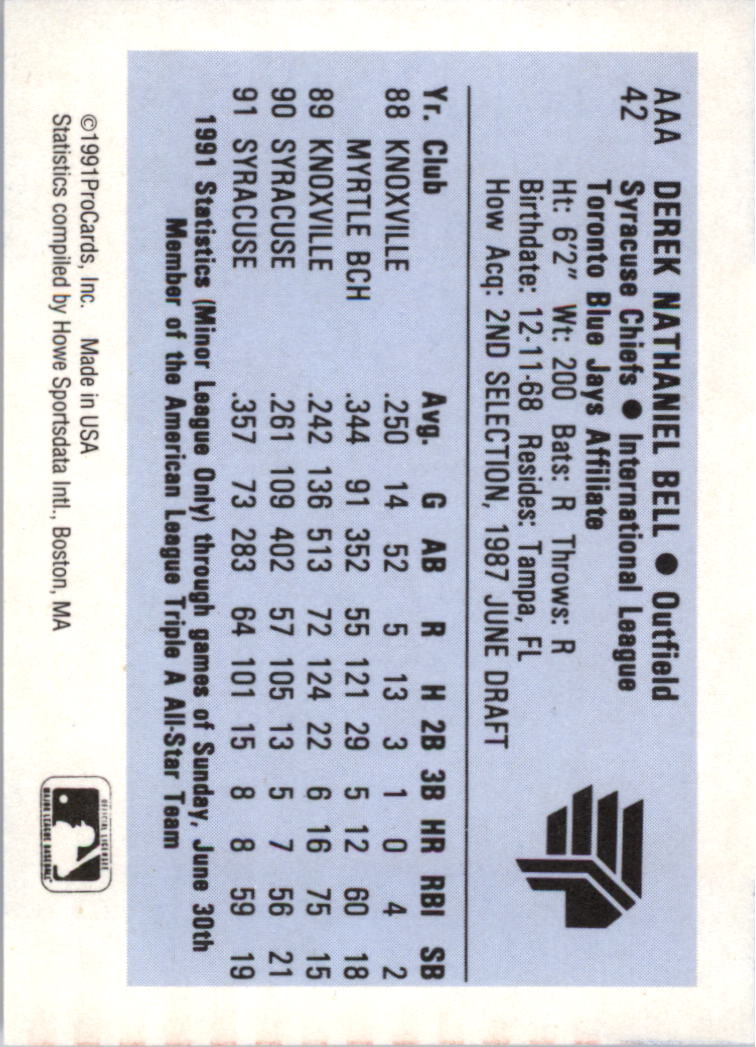 AAA DEREK NATHANIEL BELL ● Outfield
42 Syracuse Chiefs ● International League
Toronto Blue Jays Affiliate
Ht: 6'2" Wt: 200 Bats: R Throws: R
Birthdate: 12-11-68 Resides: Tampa, FL
How Acq: 2ND SELECTION, 1987 JUNE DRAFT
Yr. Club Avg. G AB R H 2B 3B HR RBI SB
88 KNOXVILLE .250 14 52 5 13 3 1 0 4 2
MYRTLE BCH .344 91 352 55 121 29 5 12 60 18
89 KNOXVILLE .242 136 513 72 124 22 6 16 75 15
90 SYRACUSE .261 109 402 57 105 13 5 7 56 21
91 SYRACUSE .357 73 283 64 101 15 8 8 59 19
1991 Statistics (Minor League Only) through games of Sunday, June 30th
Member of the American League Triple A All-Star Team
©1991ProCards, Inc. Made in USA
Statistics compiled by Howe Sportsdata Intl., Boston, MA
OFFICIAL LICENSEE
MAJOR LEAGUE BASEBALL